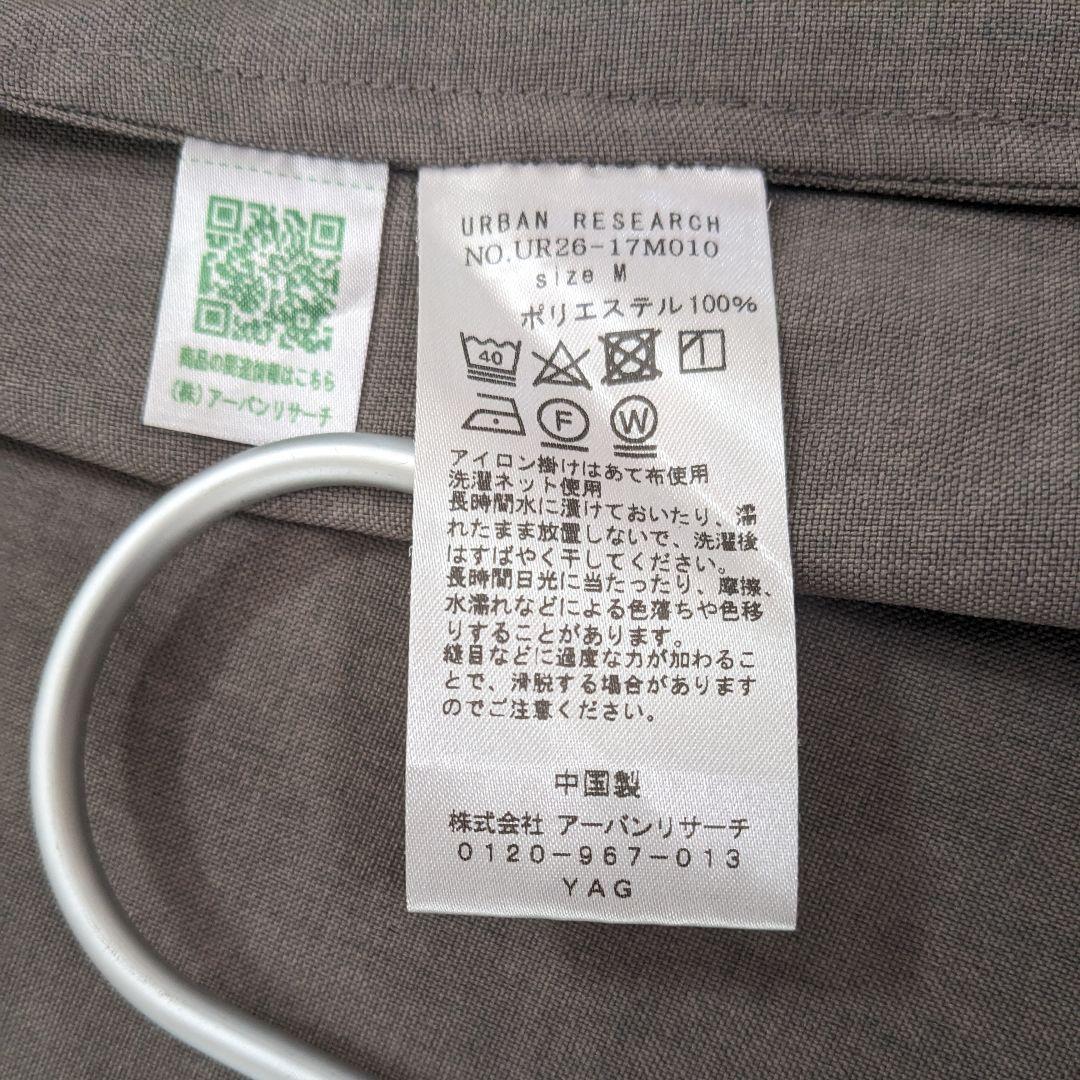 商品の関連情報はこちら
(株)アーバンリサーチ
URBAN RESEARCH
NO.UR26-17M010
size M
ポリエステル100%
40
F
W
アイロン掛けはあて布使用
洗濯ネット使用
長時間水に漬けておいたり、濡
れたまま放置しないで、洗濯後
はすばやく干してください。
長時間日光に当たったり、摩擦、
水濡れなどによる色落ちや色移
りすることがあります。
縫目などに過度な力が加わるこ
とで、滑脱する場合があります
のでご注意ください。
中国製
株式会社 アーバンリサーチ
0120-967-013
YAG